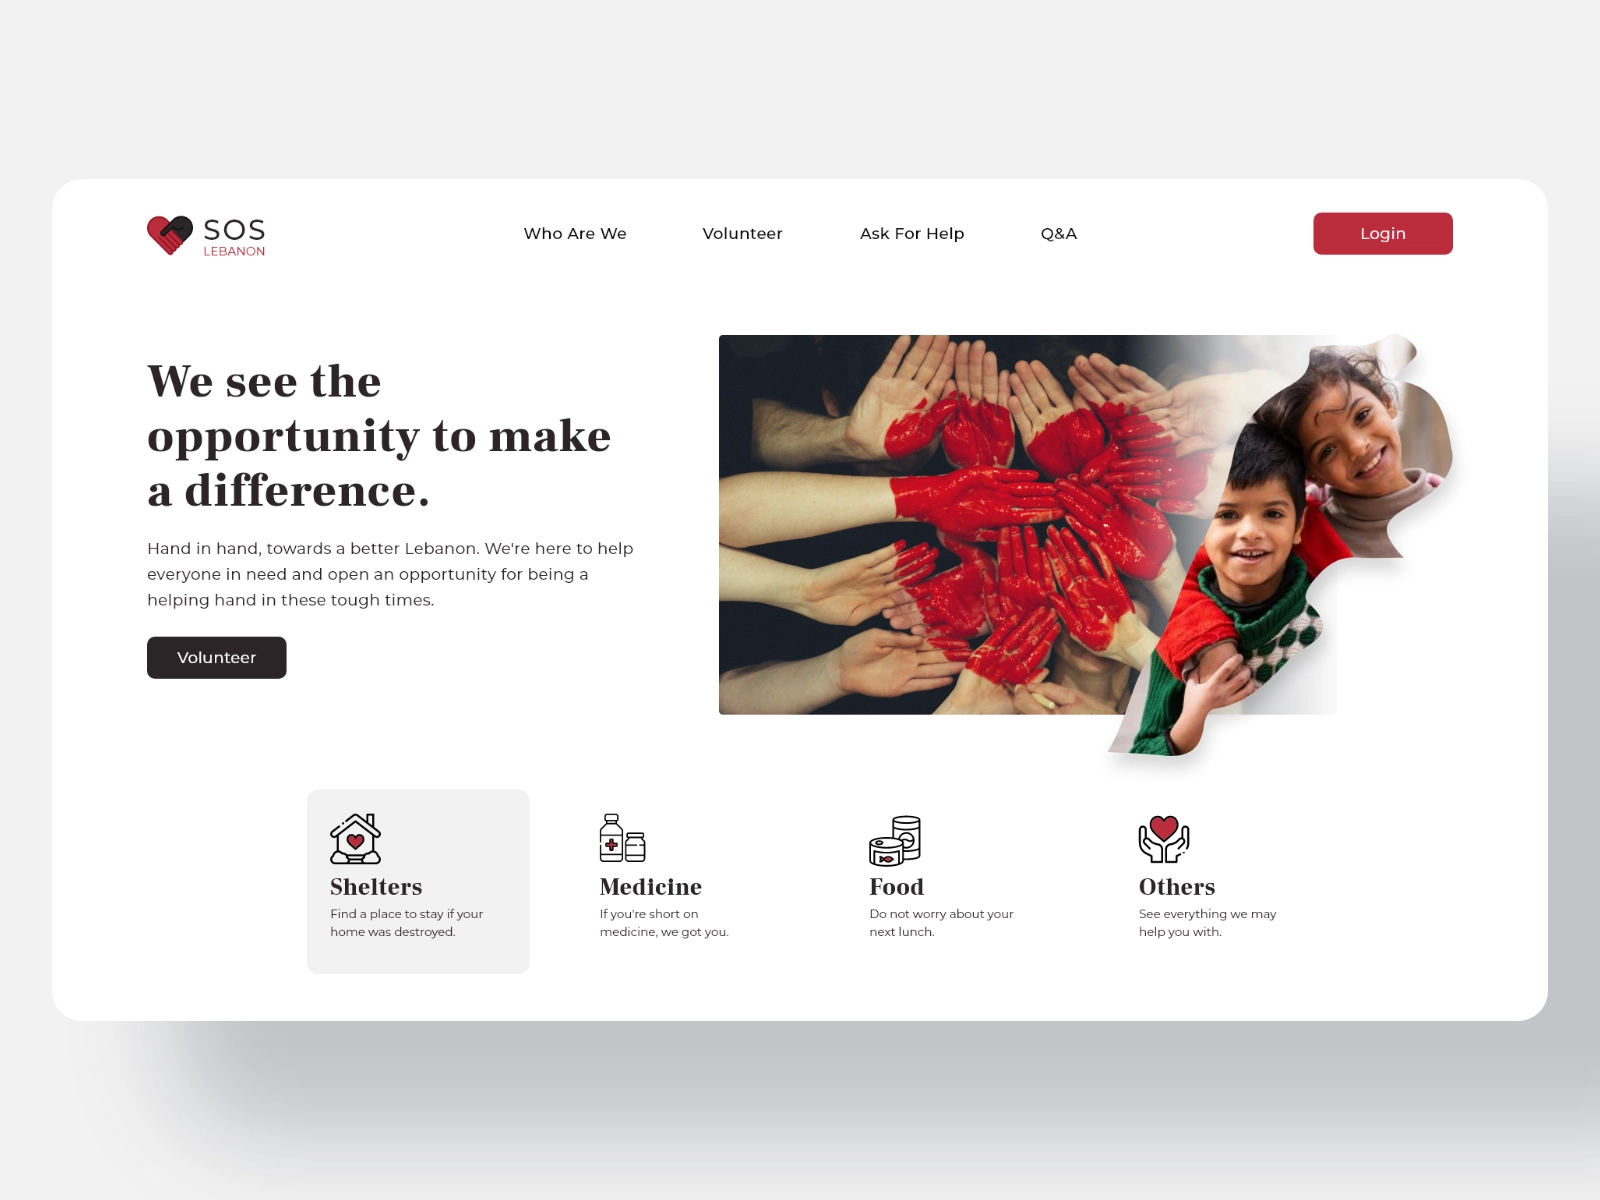 SOS
LEBANON
Who Are We
Volunteer
Ask For Help
Q&A
Login
We see the
opportunity to make
a difference.
Hand in hand, towards a better Lebanon. We're here to help
everyone in need and open an opportunity for being a
helping hand in these tough times.
Volunteer
Shelters
Find a place to stay if your
home was destroyed.
Medicine
If you're short on
medicine, we got you.
Food
Do not worry about your
next lunch.
Others
See everything we may
help you with.